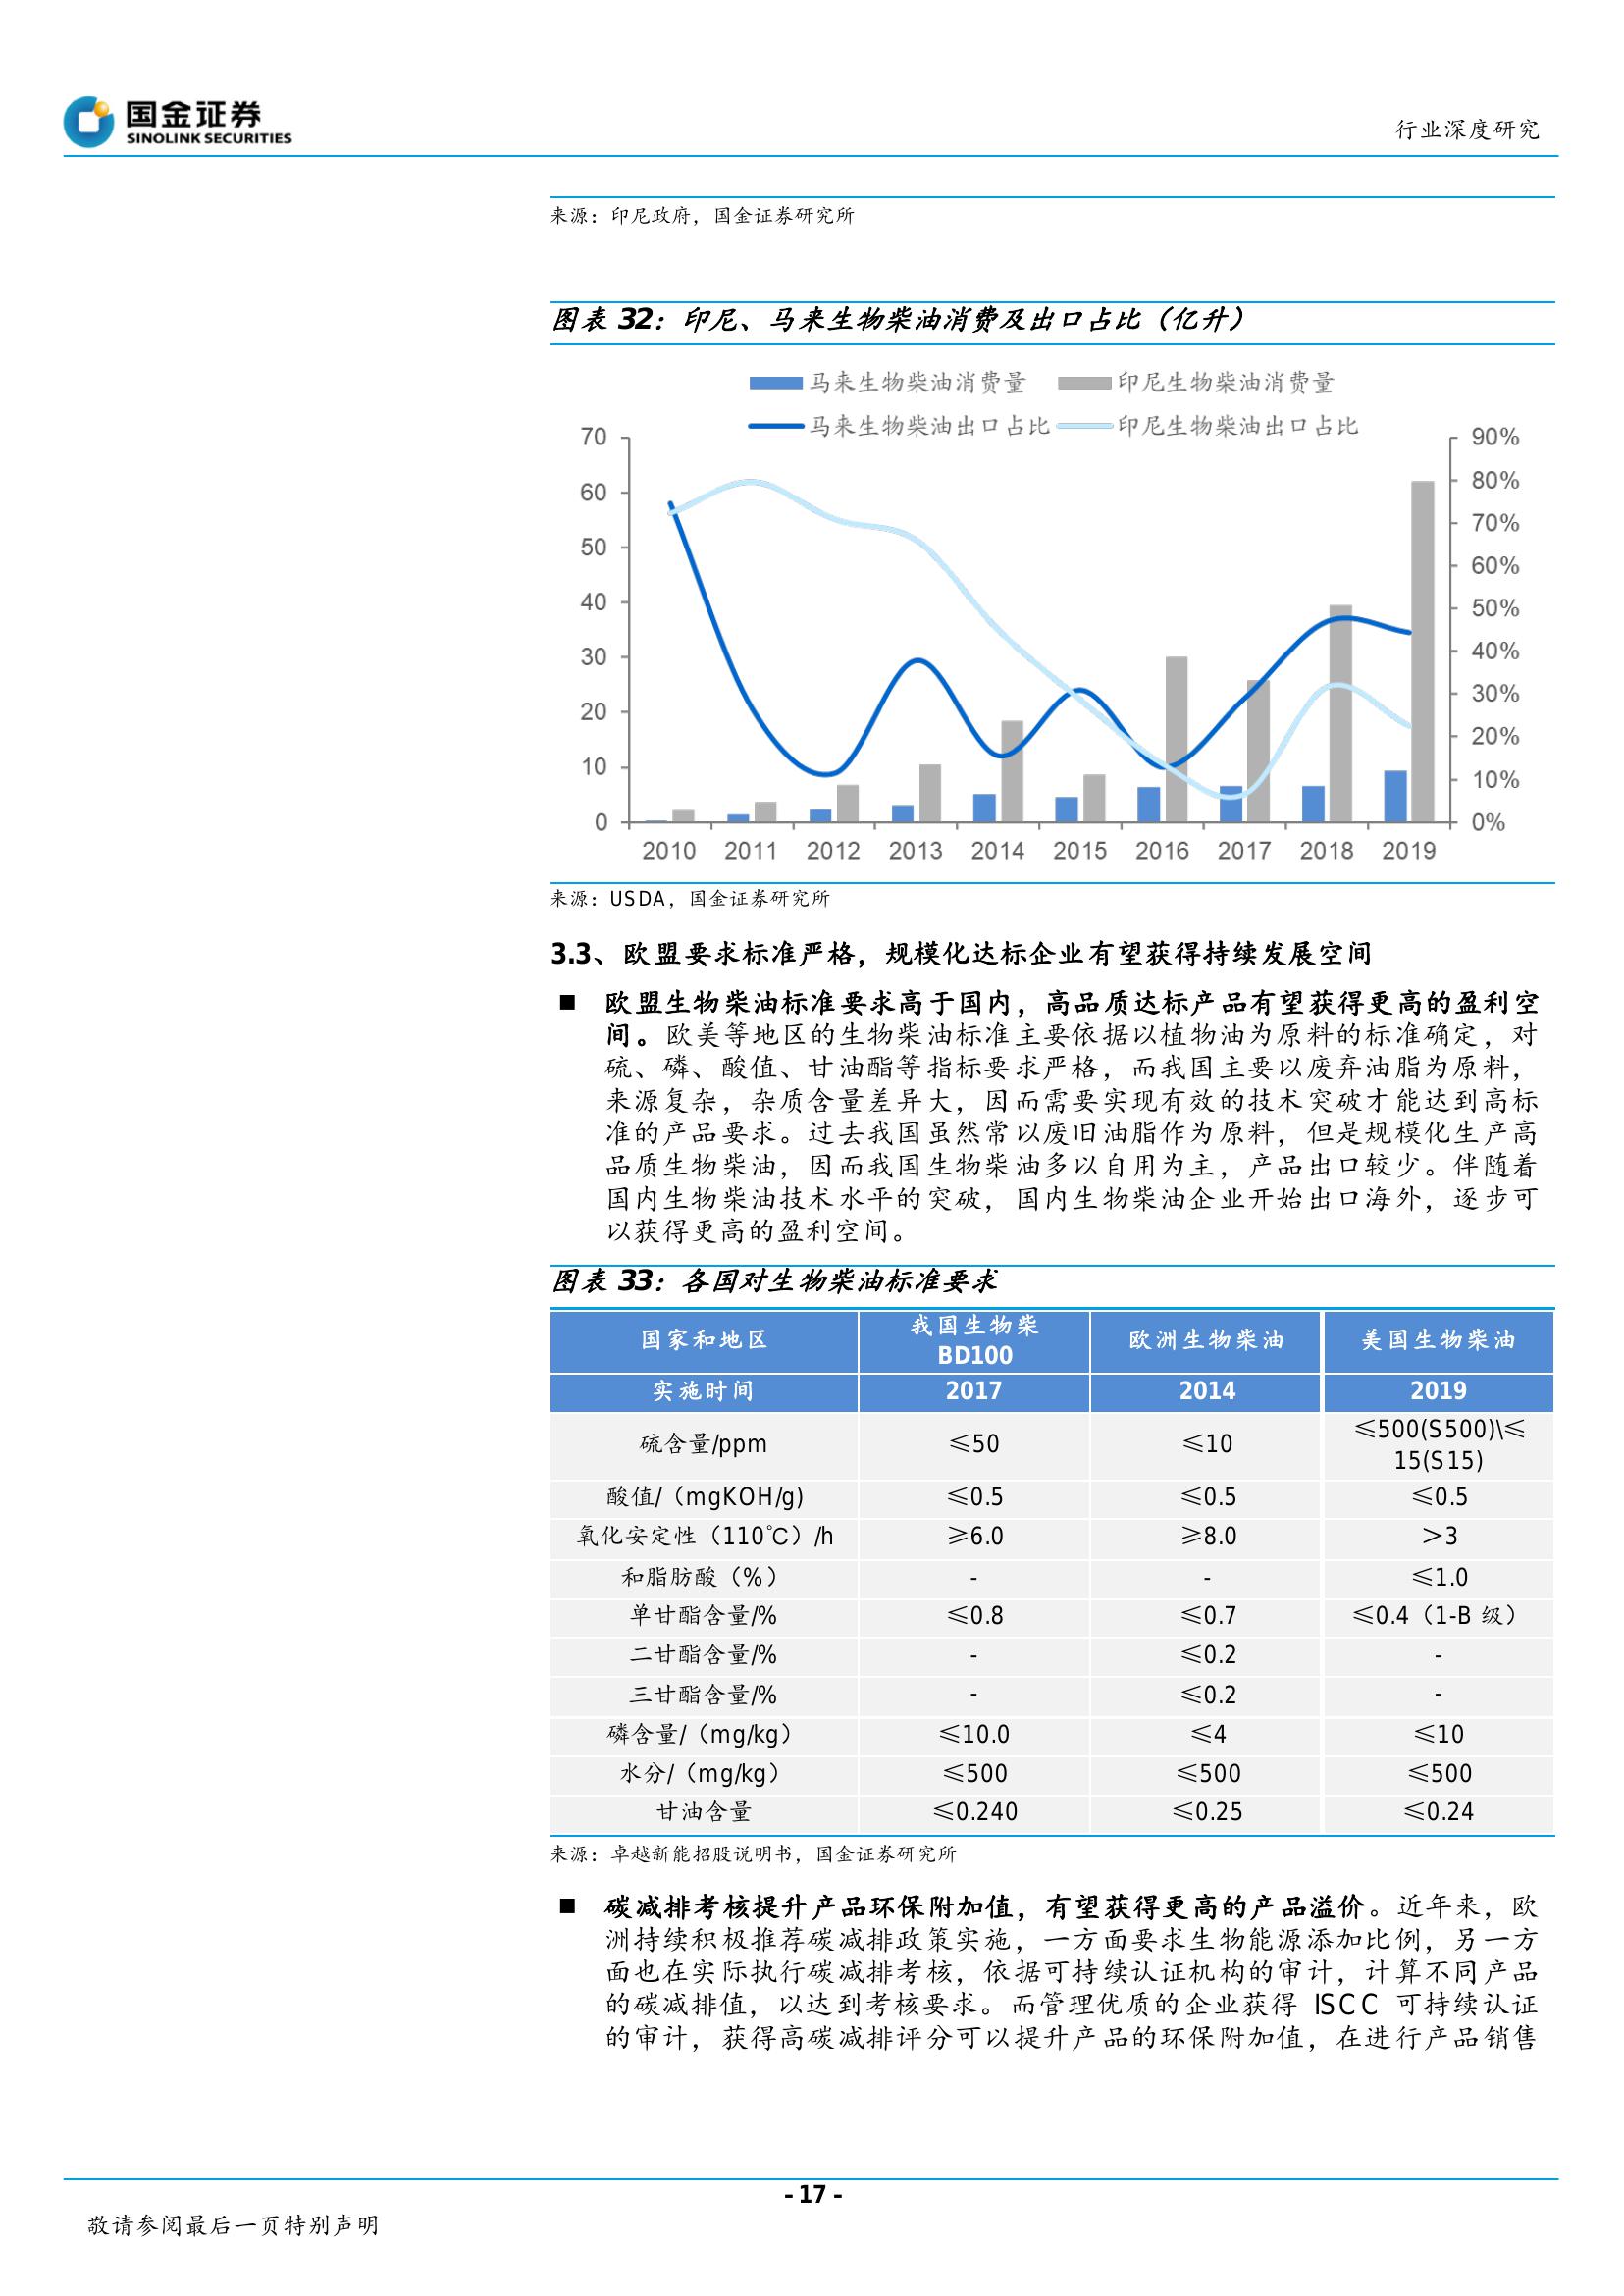 国金证券
SINOLINK SECURITIES
行业深度研究
来源：印尼政府，国金证券研究所
图表 32：印尼、马来生物柴油消费及出口占比（亿升）
马来生物柴油消费量 印尼生物柴油消费量
马来生物柴油出口占比 印尼生物柴油出口占比
70 90%
60 80%
50 70%
40 60%
30 50%
20 40%
10 30%
0 20%
10%
0%
2010 2011 2012 2013 2014 2015 2016 2017 2018 2019
来源：USDA，国金证券研究所
3.3、欧盟要求标准严格，规模化达标企业有望获得持续发展空间
■ 欧盟生物柴油标准要求高于国内，高品质达标产品有望获得更高的盈利空
间。欧美等地区的生物柴油标准主要依据以植物油为原料的标准确定，对
硫、磷、酸值、甘油酯等指标要求严格，而我国主要以废弃油脂为原料，
来源复杂，杂质含量差异大，因而需要实现有效的技术突破才能达到高标
准的产品要求。过去我国虽然常以废旧油脂作为原料，但是规模化生产高
品质生物柴油，因而我国生物柴油多以自用为主，产品出口较少。伴随着
国内生物柴油技术水平的突破，国内生物柴油企业开始出口海外，逐步可
以获得更高的盈利空间。
图表 33：各国对生物柴油标准要求
国家和地区 我国生物柴 BD100 欧洲生物柴油 美国生物柴油
实施时间 2017 2014 2019
硫含量/ppm ≤50 ≤10 ≤500(S500)\≤15(S15)
酸值/（mgKOH/g) ≤0.5 ≤0.5 ≤0.5
氧化安定性（110℃）/h ≥6.0 ≥8.0 ＞3
和脂肪酸（%） - - ≤1.0
单甘酯含量/% ≤0.8 ≤0.7 ≤0.4（1-B 级）
二甘酯含量/% - ≤0.2 -
三甘酯含量/% - ≤0.2 -
磷含量/（mg/kg） ≤10.0 ≤4 ≤10
水分/（mg/kg） ≤500 ≤500 ≤500
甘油含量 ≤0.240 ≤0.25 ≤0.24
来源：卓越新能招股说明书，国金证券研究所
■ 碳减排考核提升产品环保附加值，有望获得更高的产品溢价。近年来，欧
洲持续积极推荐碳减排政策实施，一方面要求生物能源添加比例，另一方
面也在实际执行碳减排考核，依据可持续认证机构的审计，计算不同产品
的碳减排值，以达到考核要求。而管理优质的企业获得 ISCC 可持续认证
的审计，获得高碳减排评分可以提升产品的环保附加值，在进行产品销售
- 17 -
敬请参阅最后一页特别声明